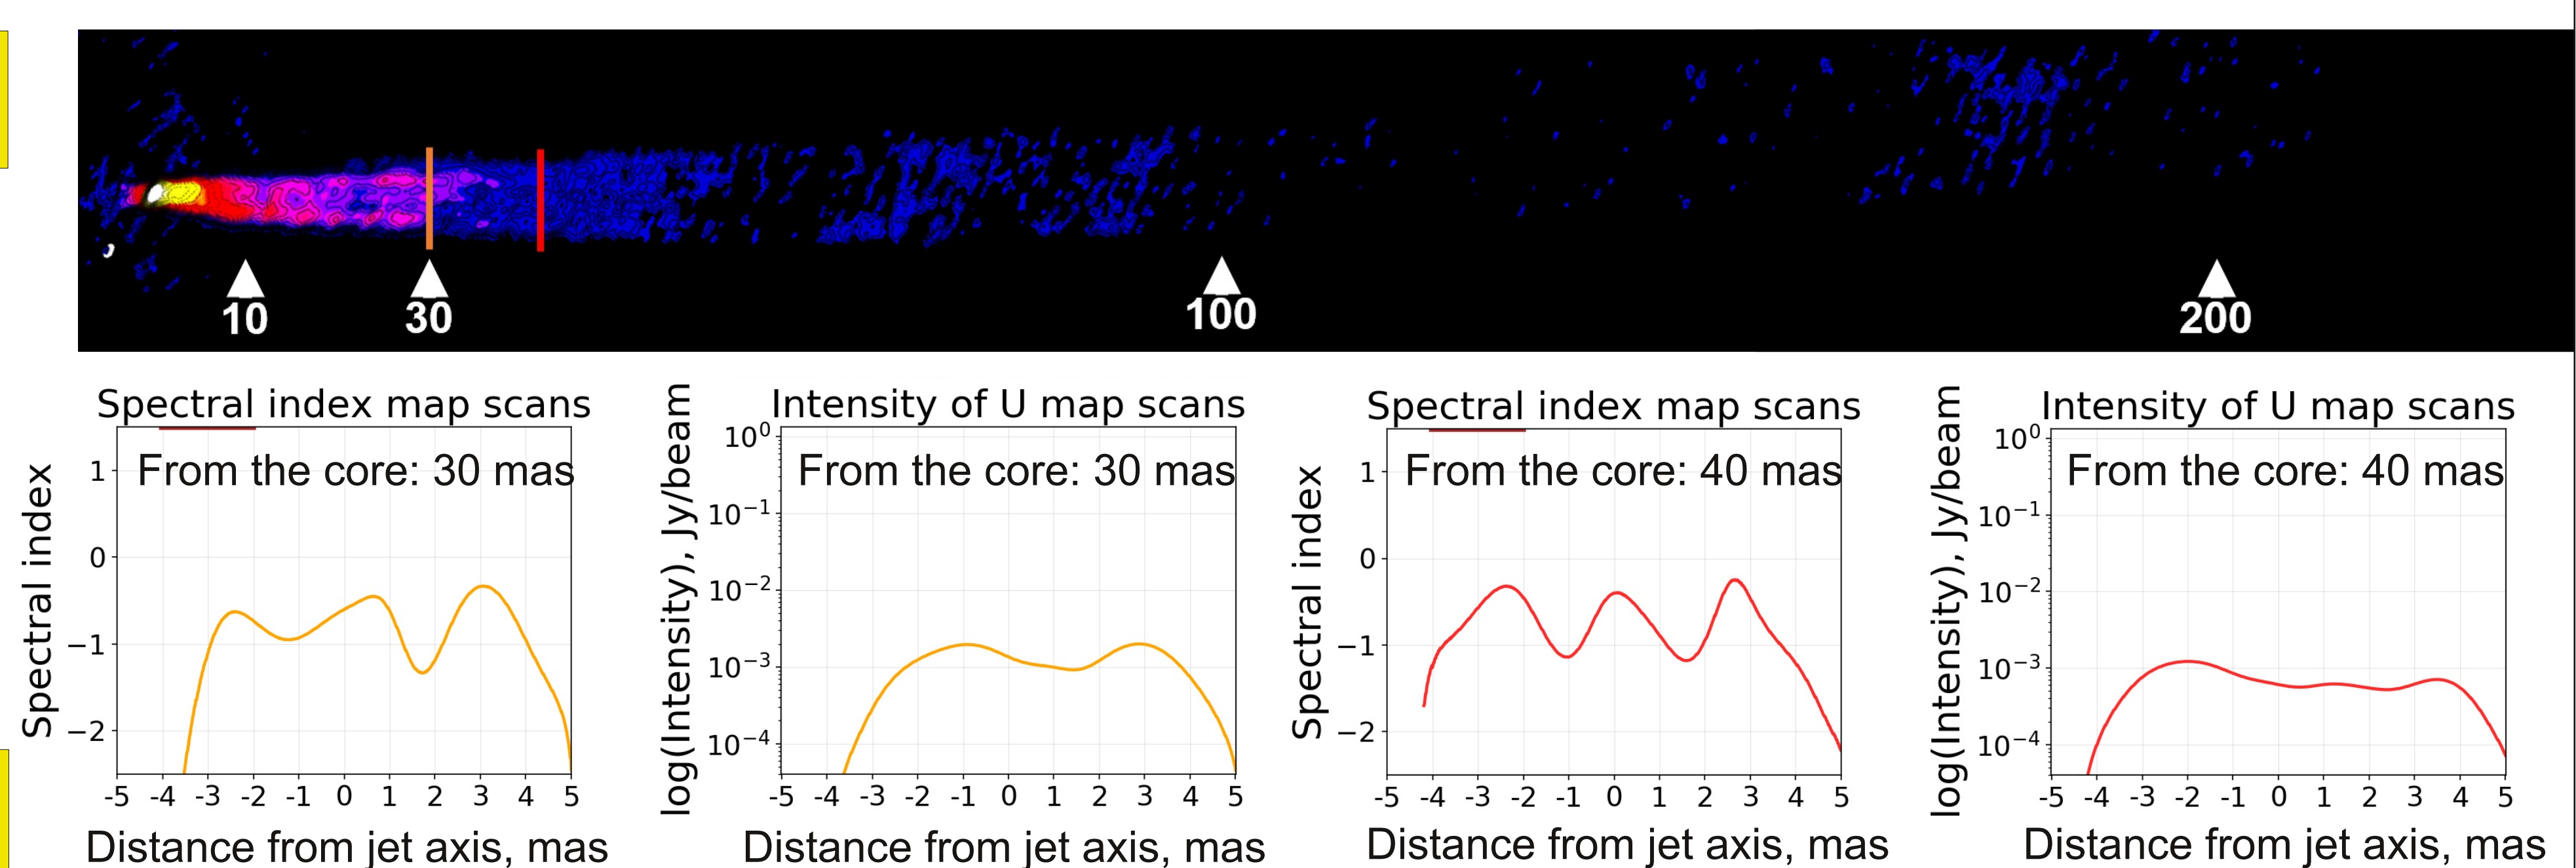 10
30
100
200
Spectral index map scans
From the core: 30 mas
Spectral index
1
0
−1
−2
-5 -4 -3 -2 -1 0 1 2 3 4 5
Distance from jet axis, mas
Intensity of U map scans
From the core: 30 mas
log(Intensity), Jy/beam
10⁰
10⁻¹
10⁻²
10⁻³
10⁻⁴
-5 -4 -3 -2 -1 0 1 2 3 4 5
Distance from jet axis, mas
Spectral index map scans
From the core: 40 mas
Spectral index
1
0
−1
−2
-5 -4 -3 -2 -1 0 1 2 3 4 5
Distance from jet axis, mas
Intensity of U map scans
From the core: 40 mas
log(Intensity), Jy/beam
10⁰
10⁻¹
10⁻²
10⁻³
10⁻⁴
-5 -4 -3 -2 -1 0 1 2 3 4 5
Distance from jet axis, mas